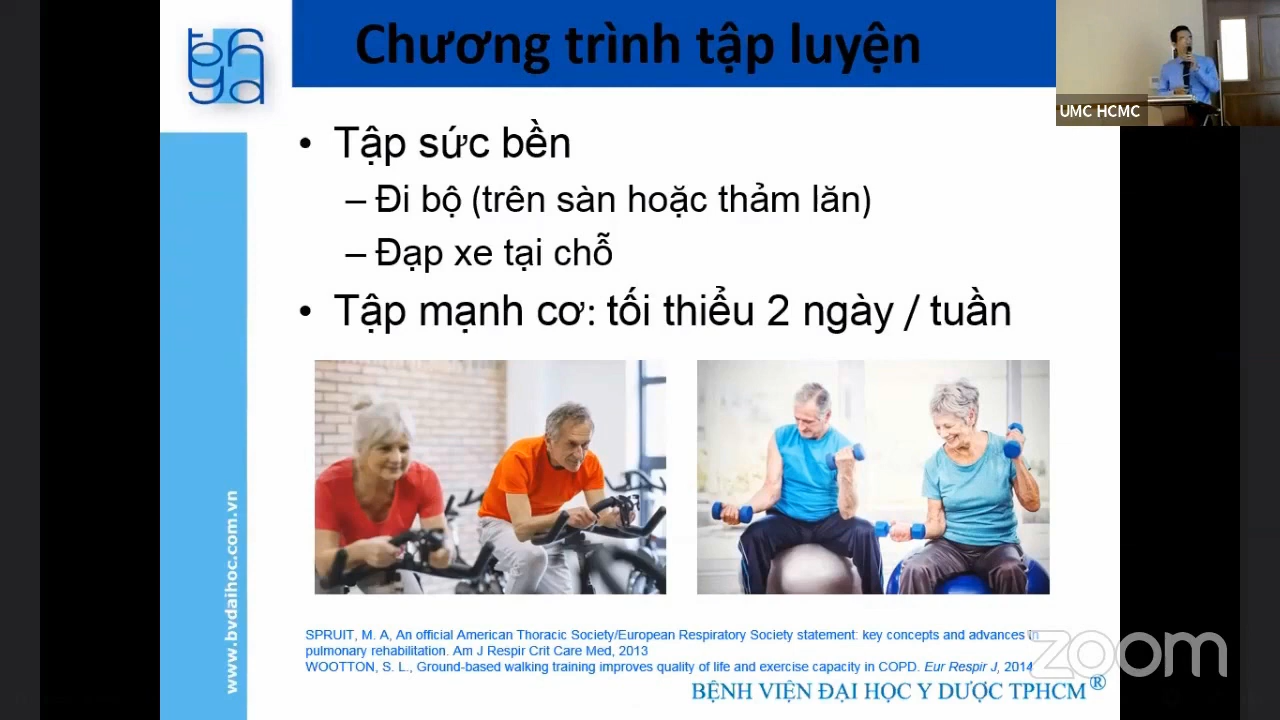 Chương trình tập luyện
UMC HCMC
• Tập sức bền
– Đi bộ (trên sàn hoặc thảm lăn)
– Đạp xe tại chỗ
• Tập mạnh cơ: tối thiểu 2 ngày / tuần
www.bvdaihoc.com.vn
SPRUIT, M. A, An official American Thoracic Society/European Respiratory Society statement: key concepts and advances in
pulmonary rehabilitation. Am J Respir Crit Care Med, 2013
WOOTTON, S. L., Ground-based walking training improves quality of life and exercise capacity in COPD. Eur Respir J, 2014
zoom
BỆNH VIỆN ĐẠI HỌC Y DƯỢC TPHCM®